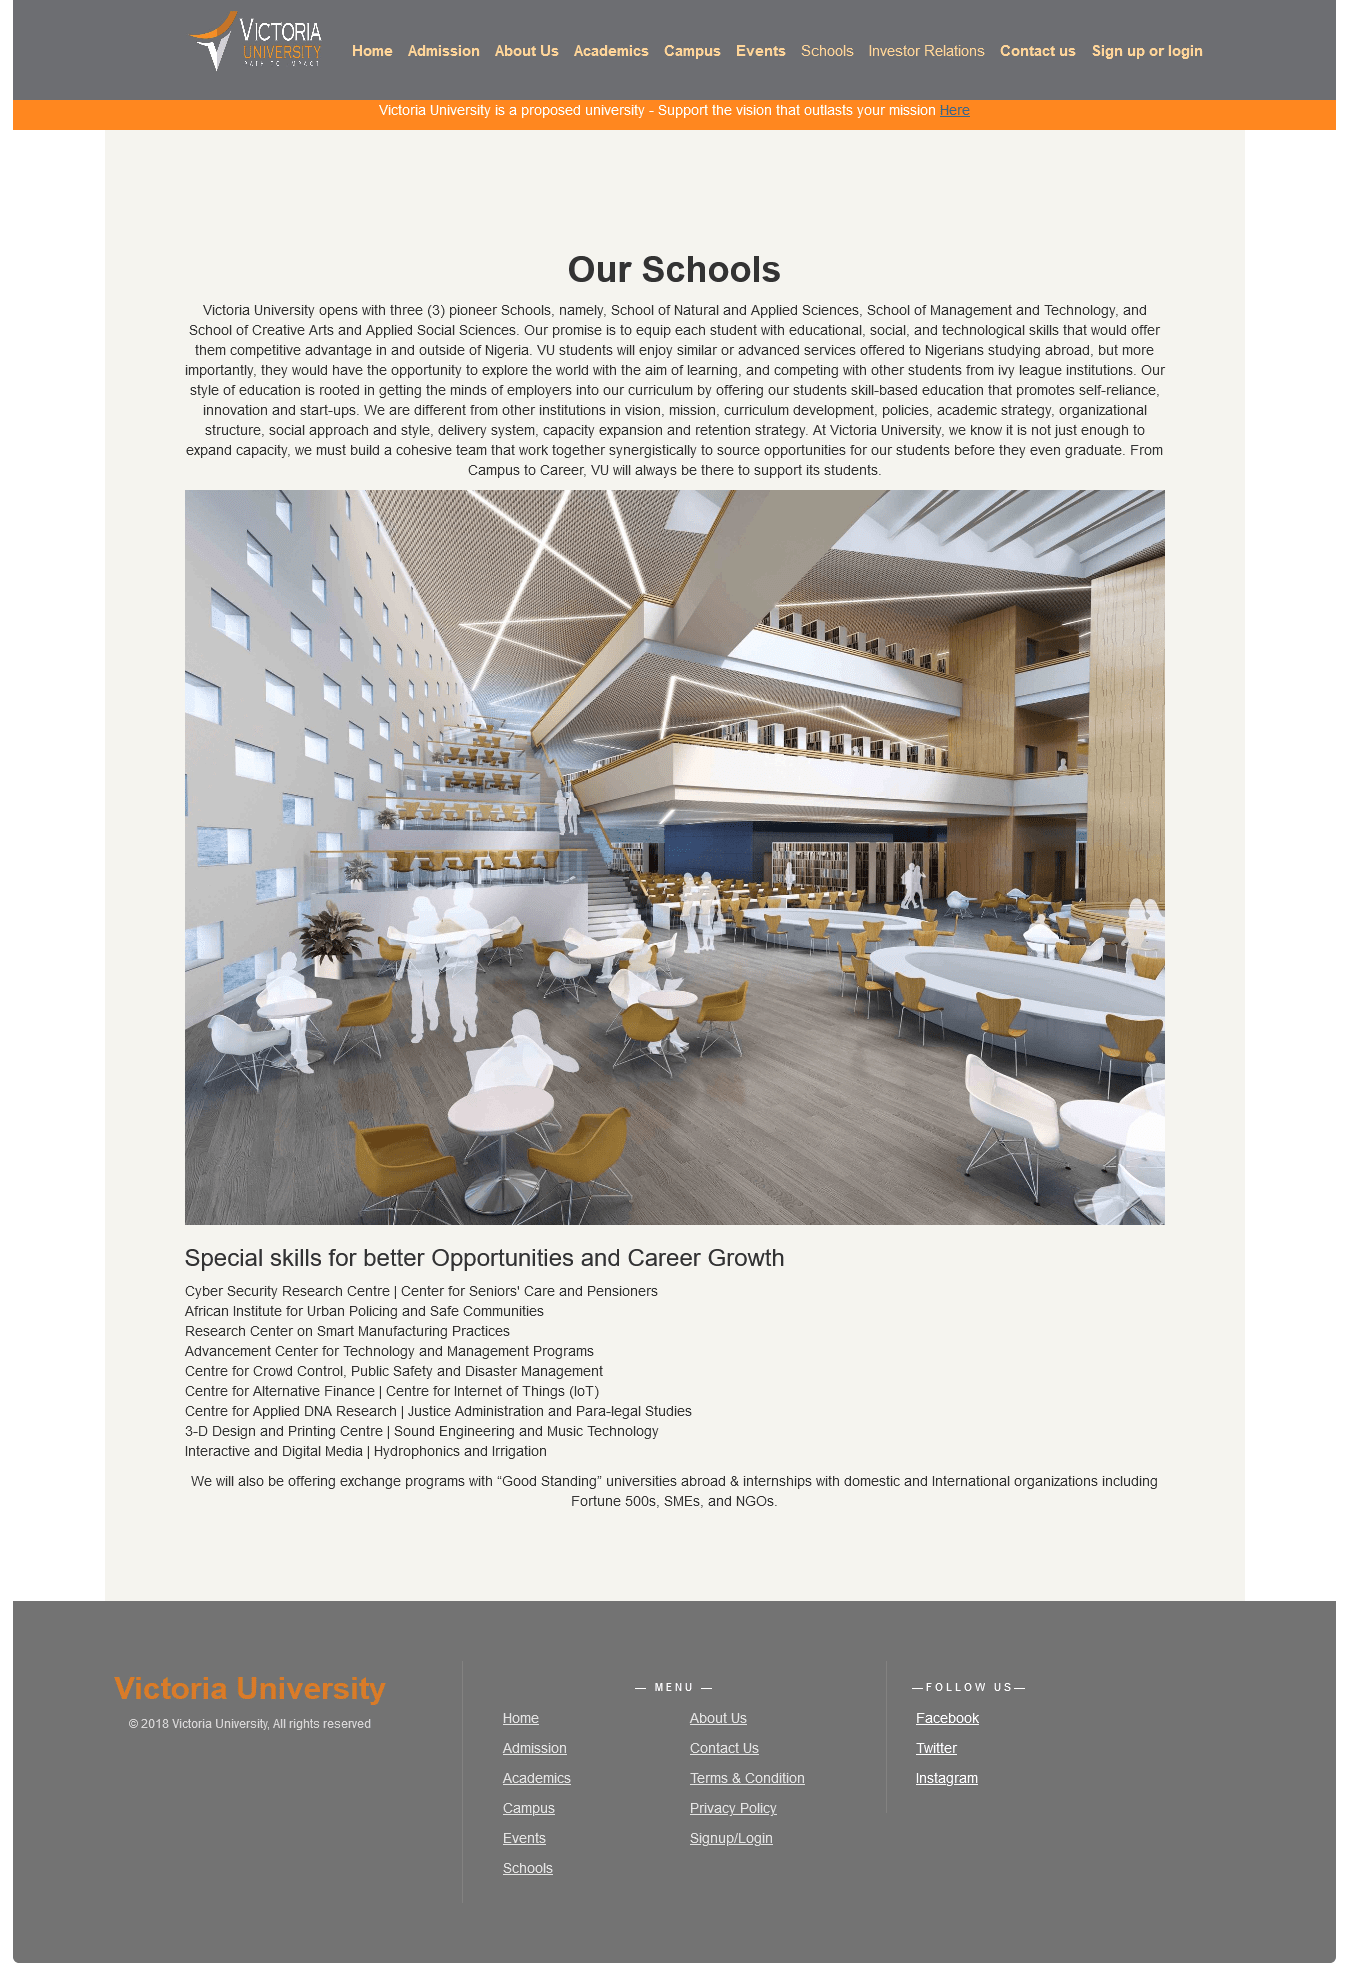 VICTORIA
UNIVERSITY
PATH TO IMPACT
Home Admission About Us Academics Campus Events Schools Investor Relations Contact us Sign up or login
Victoria University is a proposed university - Support the vision that outlasts your mission Here
Our Schools
Victoria University opens with three (3) pioneer Schools, namely, School of Natural and Applied Sciences, School of Management and Technology, and
School of Creative Arts and Applied Social Sciences. Our promise is to equip each student with educational, social, and technological skills that would offer
them competitive advantage in and outside of Nigeria. VU students will enjoy similar or advanced services offered to Nigerians studying abroad, but more
importantly, they would have the opportunity to explore the world with the aim of learning, and competing with other students from ivy league institutions. Our
style of education is rooted in getting the minds of employers into our curriculum by offering our students skill-based education that promotes self-reliance,
innovation and start-ups. We are different from other institutions in vision, mission, curriculum development, policies, academic strategy, organizational
structure, social approach and style, delivery system, capacity expansion and retention strategy. At Victoria University, we know it is not just enough to
expand capacity, we must build a cohesive team that work together synergistically to source opportunities for our students before they even graduate. From
Campus to Career, VU will always be there to support its students.
Special skills for better Opportunities and Career Growth
Cyber Security Research Centre | Center for Seniors' Care and Pensioners
African Institute for Urban Policing and Safe Communities
Research Center on Smart Manufacturing Practices
Advancement Center for Technology and Management Programs
Centre for Crowd Control, Public Safety and Disaster Management
Centre for Alternative Finance | Centre for Internet of Things (IoT)
Centre for Applied DNA Research | Justice Administration and Para-legal Studies
3-D Design and Printing Centre | Sound Engineering and Music Technology
Interactive and Digital Media | Hydrophonics and Irrigation
We will also be offering exchange programs with “Good Standing” universities abroad & internships with domestic and International organizations including
Fortune 500s, SMEs, and NGOs.
Victoria University
© 2018 Victoria University, All rights reserved
— MENU —
Home
Admission
Academics
Campus
Events
Schools
About Us
Contact Us
Terms & Condition
Privacy Policy
Signup/Login
—FOLLOW US—
Facebook
Twitter
Instagram